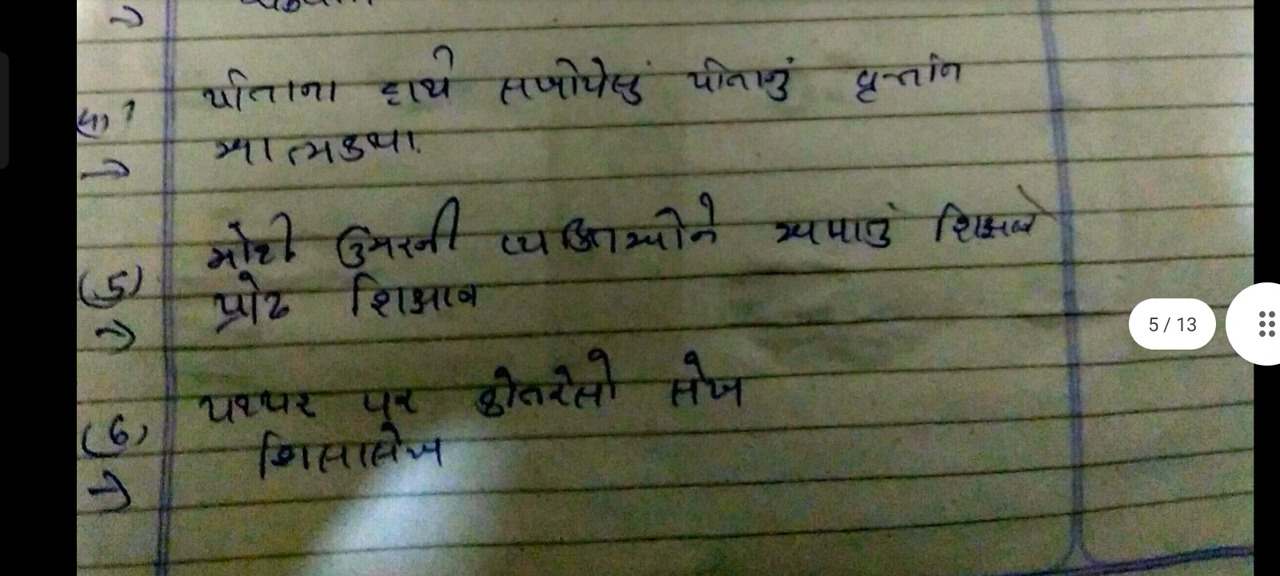 →
(4) પોતાના હાથે લખાયેલું પોતાનું વૃત્તાંત
→ આત્મકથા.
(5) મોટી ઉંમરની વ્યક્તિઓને અપાતું શિક્ષણ
→ પ્રોઢ શિક્ષણ
(6) પથ્થર પર કોતરેલો લેખ
→ શિલાલેખ
5 / 13